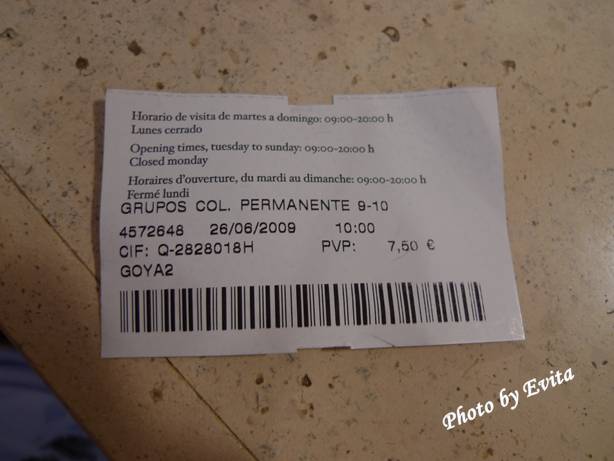 Horario de visita de martes a domingo: 09:00-20:00 h
Lunes cerrado
Opening times, tuesday to sunday: 09:00-20:00 h
Closed monday
Horaires d'ouverture, du mardi au dimanche: 09:00-20:00 h
Fermé lundi
GRUPOS COL. PERMANENTE 9-10
4572648 26/06/2009 10:00
CIF: Q-2828018H PVP: 7,50 €
GOYA2
Photo by Evita